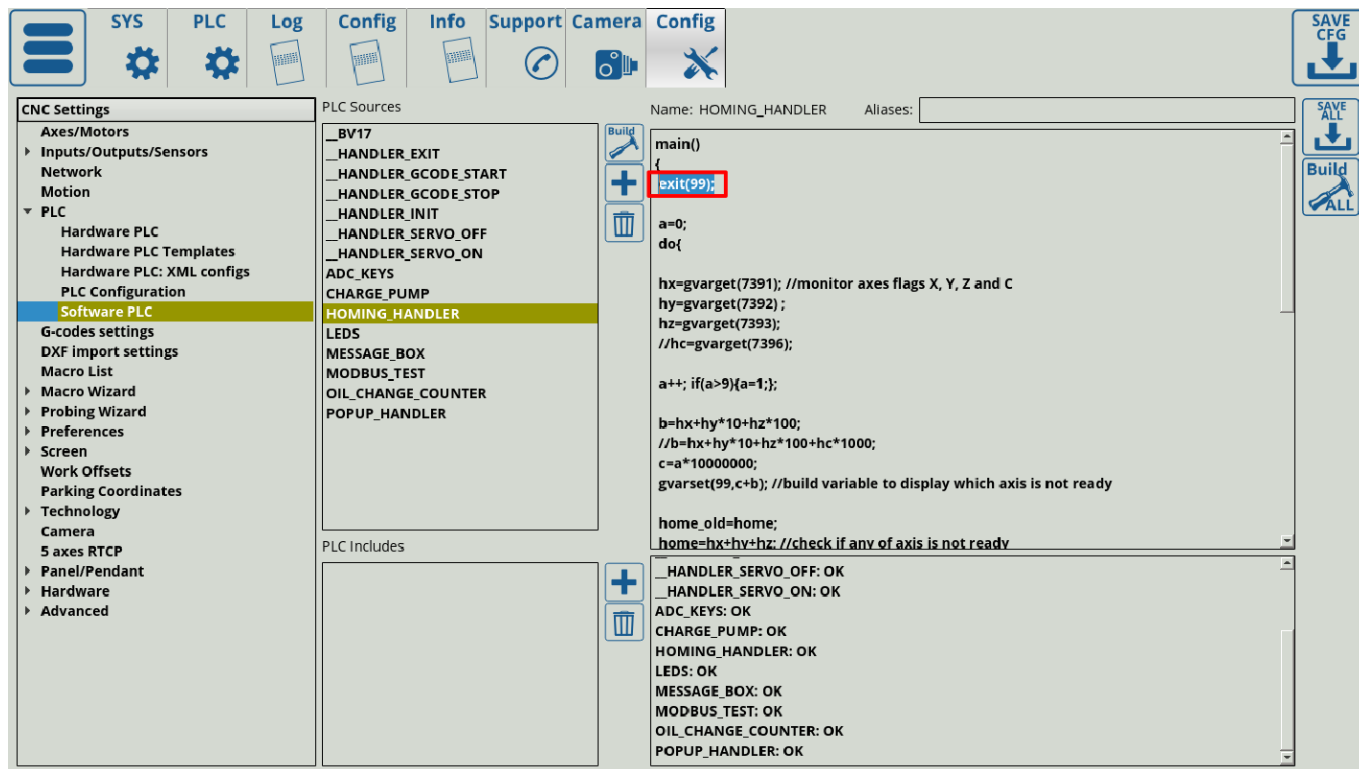 SYS PLC Log Config Info Support Camera Config
SAVE CFG
CNC Settings
Axes/Motors
Inputs/Outputs/Sensors
Network
Motion
PLC
Hardware PLC
Hardware PLC Templates
Hardware PLC: XML configs
PLC Configuration
Software PLC
G-codes settings
DXF import settings
Macro List
Macro Wizard
Probing Wizard
Preferences
Screen
Work Offsets
Parking Coordinates
Technology
Camera
5 axes RTCP
Panel/Pendant
Hardware
Advanced
PLC Sources
__BV17
__HANDLER_EXIT
__HANDLER_GCODE_START
__HANDLER_GCODE_STOP
__HANDLER_INIT
__HANDLER_SERVO_OFF
__HANDLER_SERVO_ON
ADC_KEYS
CHARGE_PUMP
HOMING_HANDLER
LEDS
MESSAGE_BOX
MODBUS_TEST
OIL_CHANGE_COUNTER
POPUP_HANDLER
Build
PLC Includes
Name: HOMING_HANDLER Aliases:
main()
{
exit(99);
a=0;
do{
hx=gvarget(7391); //monitor axes flags X, Y, Z and C
hy=gvarget(7392) ;
hz=gvarget(7393);
//hc=gvarget(7396);
a++; if(a>9){a=1;};
b=hx+hy*10+hz*100;
//b=hx+hy*10+hz*100+hc*1000;
c=a*10000000;
gvarset(99,c+b); //build variable to display which axis is not ready
home_old=home;
home=hx+hy+hz; //check if any of axis is not ready
__HANDLER_SERVO_OFF: OK
__HANDLER_SERVO_ON: OK
ADC_KEYS: OK
CHARGE_PUMP: OK
HOMING_HANDLER: OK
LEDS: OK
MESSAGE_BOX: OK
MODBUS_TEST: OK
OIL_CHANGE_COUNTER: OK
POPUP_HANDLER: OK
SAVE ALL
Build ALL